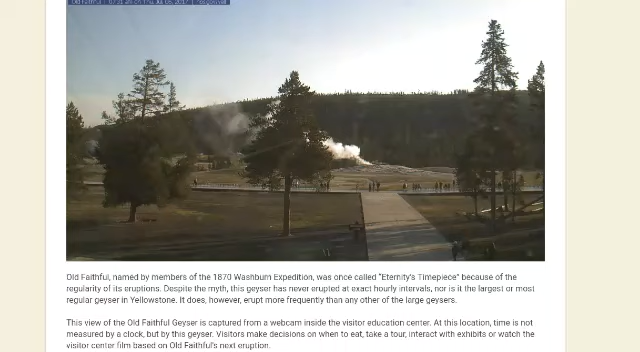 Old Faithful, named by members of the 1870 Washburn Expedition, was once called "Eternity's Timepiece" because of the
regularity of its eruptions. Despite the myth, this geyser has never erupted at exact hourly intervals, nor is it the largest or most
regular geyser in Yellowstone. It does, however, erupt more frequently than any other of the large geysers.
This view of the Old Faithful Geyser is captured from a webcam inside the visitor education center. At this location, time is not
measured by a clock, but by this geyser. Visitors make decisions on when to eat, take a tour, interact with exhibits or watch the
visitor center film based on Old Faithful's next eruption.